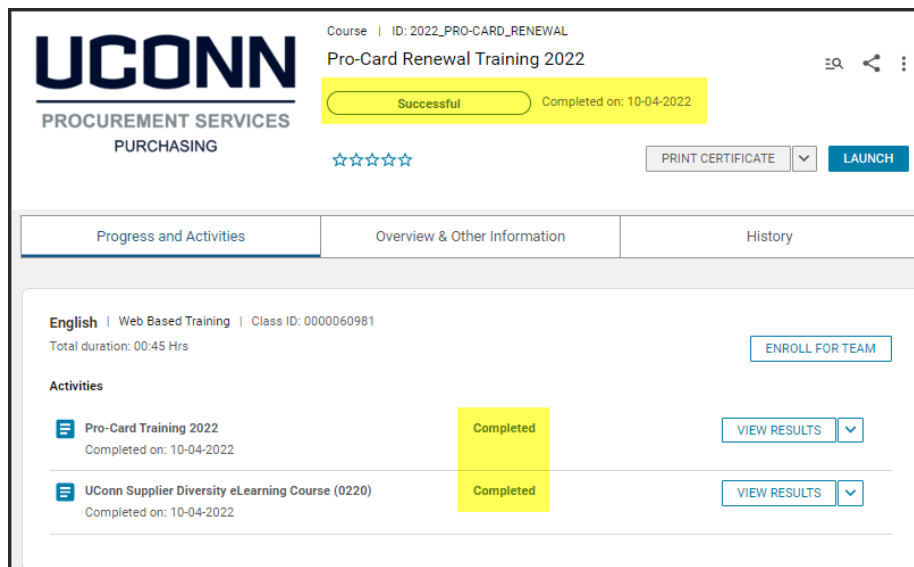 UCONN
PROCUREMENT SERVICES
PURCHASING
Course | ID: 2022_PRO-CARD_RENEWAL
Pro-Card Renewal Training 2022
Successful Completed on: 10-04-2022
PRINT CERTIFICATE LAUNCH
Progress and Activities Overview & Other Information History
English | Web Based Training | Class ID: 0000060981
Total duration: 00:45 Hrs
ENROLL FOR TEAM
Activities
Pro-Card Training 2022 Completed VIEW RESULTS
Completed on: 10-04-2022
UConn Supplier Diversity eLearning Course (0220) Completed VIEW RESULTS
Completed on: 10-04-2022